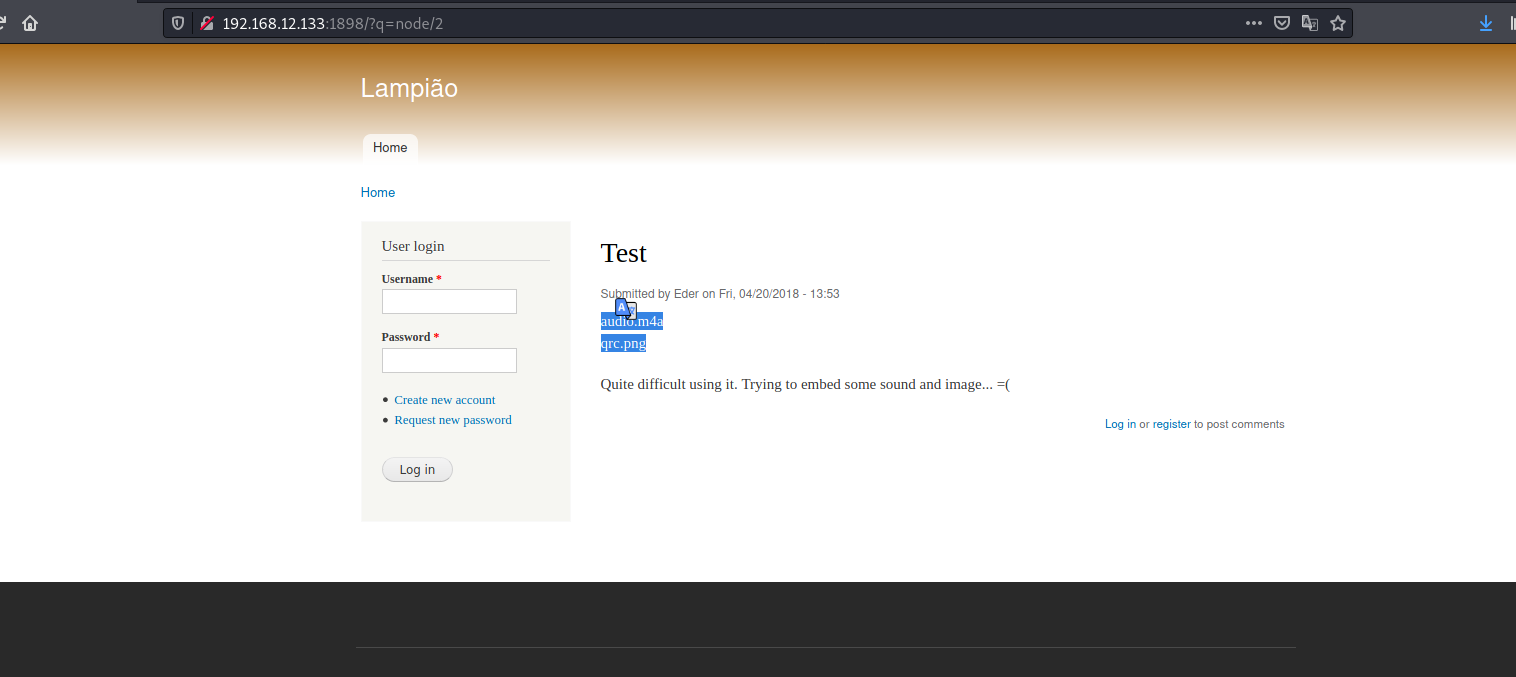 192.168.12.133:1898/?q=node/2
Lampião
Home
Home
User login
Username *
Password *
Create new account
Request new password
Log in
Test
Submitted by Eder on Fri, 04/20/2018 - 13:53
audio.m4a
qrc.png
Quite difficult using it. Trying to embed some sound and image... =(
Log in or register to post comments